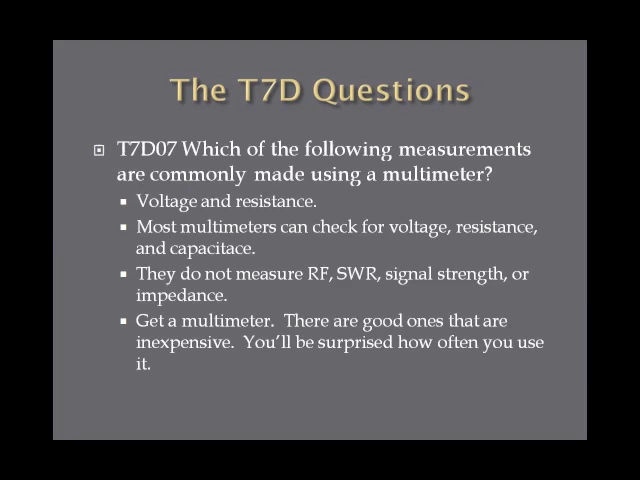 The T7D Questions
T7D07 Which of the following measurements
are commonly made using a multimeter?
Voltage and resistance.
Most multimeters can check for voltage, resistance,
and capacitace.
They do not measure RF, SWR, signal strength, or
impedance.
Get a multimeter. There are good ones that are
inexpensive. You'll be surprised how often you use
it.